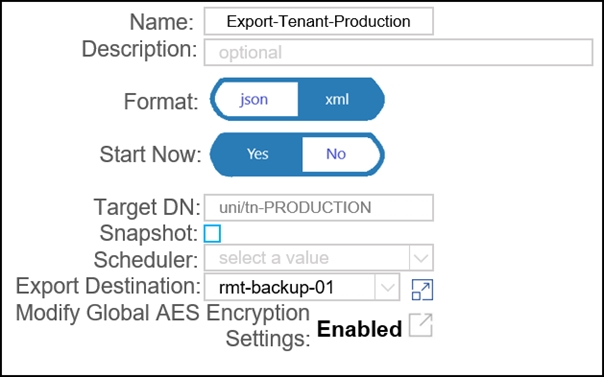 Name: Export-Tenant-Production
Description: optional
Format: json xml
Start Now: Yes No
Target DN: uni/tn-PRODUCTION
Snapshot:
Scheduler: select a value
Export Destination: rmt-backup-01
Modify Global AES Encryption
Settings: Enabled